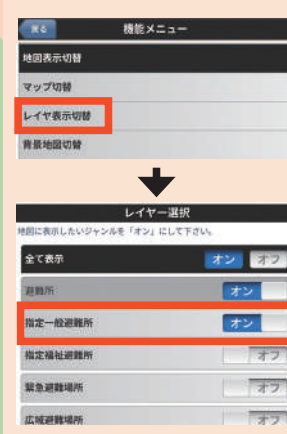 戻る
機能メニュー
地図表示切替
マップ切替
レイヤ表示切替
背景地図切替
レイヤー選択
地図に表示したいジャンルを「オン」にして下さい。
全て表示 オン オフ
避難所 オン
指定一般避難所 オン
指定福祉避難所 オフ
緊急避難場所 オフ
広域避難場所 オフ